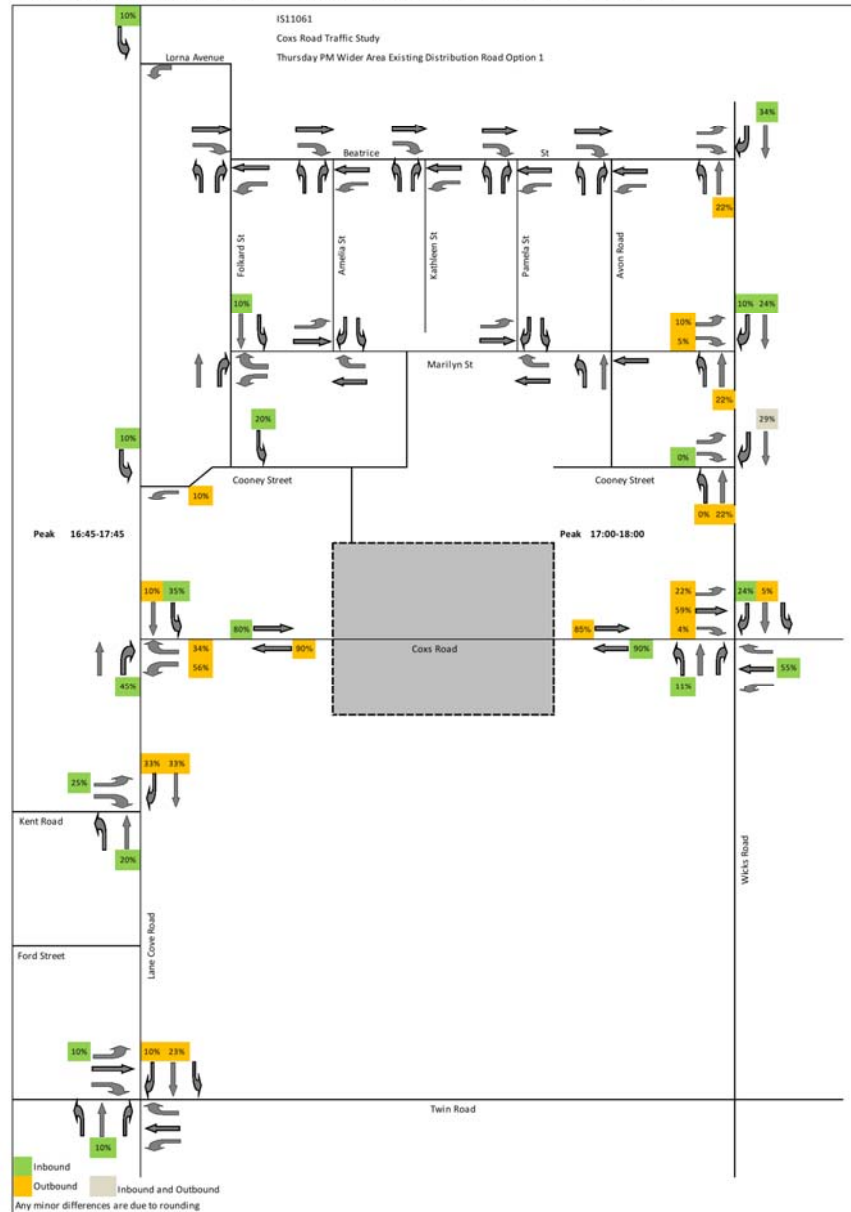 10%
IS11061
Coxs Road Traffic Study
Thursday PM Wider Area Existing Distribution Road Option 1
Lorna Avenue
34%
Beatrice St
22%
Folkard St
Amelia St
Kathleen St
Pamela St
Avon Road
10%
10%
5%
10% 24%
Marilyn St
22%
10%
20%
29%
0%
Cooney Street
Cooney Street
10%
0% 22%
Peak 16:45-17:45
Peak 17:00-18:00
10% 35%
22%
59%
4%
24% 5%
80%
85%
34%
56%
90%
Coxs Road
90%
55%
45%
11%
33% 33%
25%
Kent Road
20%
Wicks Road
Lane Cove Road
Ford Street
10%
10% 23%
Twin Road
10%
Inbound
Outbound
Inbound and Outbound
Any minor differences are due to rounding